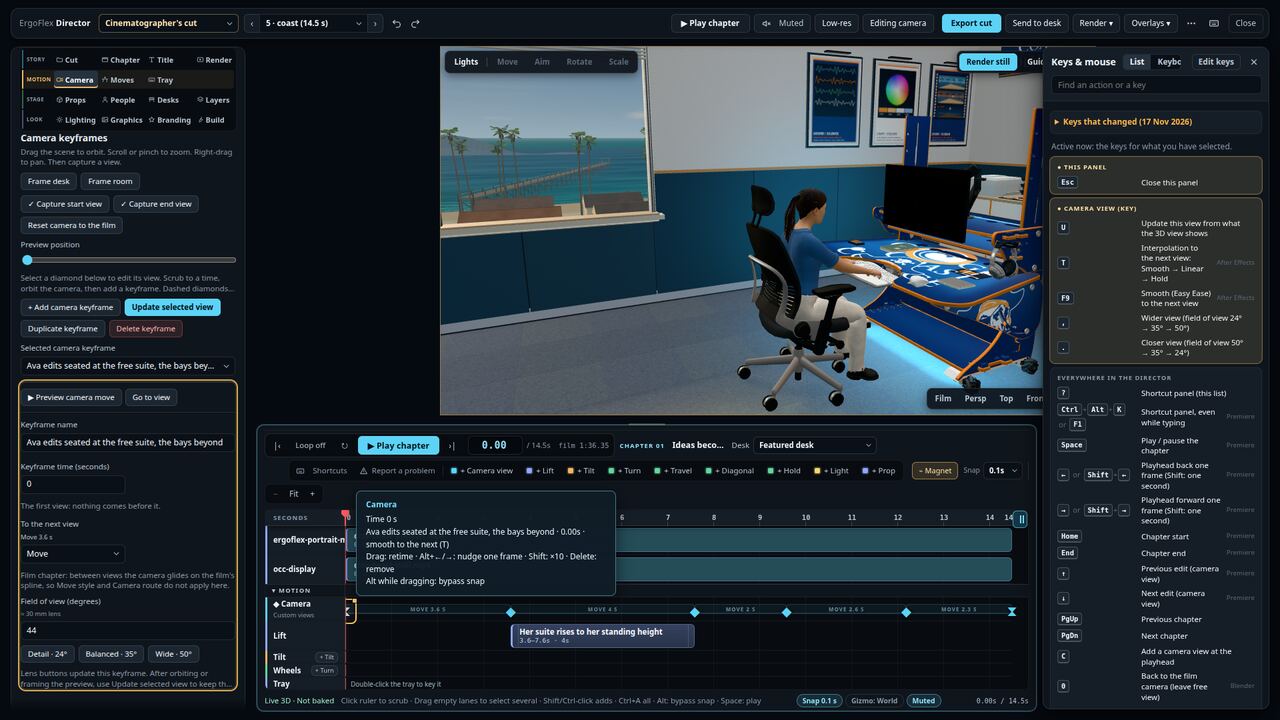 ErgoFlex Director
Cinematographer's cut
5 · coast (14.5 s)
▶ Play chapter
Muted
Low-res
Editing camera
Export cut
Send to desk
Render ▾
Overlays ▾
Close
STORY Cut Chapter Title Render
MOTION Camera Moves Tray
STAGE Props People Desks Layers
LOOK Lighting Graphics Branding Build
Camera keyframes
Drag the scene to orbit. Scroll or pinch to zoom. Right-drag
to pan. Then capture a view.
Frame desk
Frame room
✓ Capture start view
✓ Capture end view
Reset camera to the film
Preview position
Select a diamond below to edit its view. Scrub to a time,
orbit the camera, then add a keyframe. Dashed diamonds...
+ Add camera keyframe
Update selected view
Duplicate keyframe
Delete keyframe
Selected camera keyframe
Ava edits seated at the free suite, the bays bey...
▶ Preview camera move
Go to view
Keyframe name
Ava edits seated at the free suite, the bays beyond
Keyframe time (seconds)
0
The first view: nothing comes before it.
To the next view
Move 3.6 s
Move
Film chapter: between views the camera glides on the film's
spline, so Move style and Camera route do not apply here.
Field of view (degrees)
≈ 30 mm lens
44
Detail · 24°
Balanced · 35°
Wide · 50°
Lens buttons update this keyframe. After orbiting or
framing the preview, use Update selected view to keep th...
Lights
Move
Aim
Rotate
Scale
Render still
Film
Persp
Top
Keys & mouse
List
Edit keys
Find an action or a key
▸ Keys that changed (17 Nov 2026)
Active now: the keys for what you have selected.
● THIS PANEL
Esc
Close this panel
● CAMERA VIEW (KEY)
U
Update this view from what
the 3D view shows
T
Interpolation to
the next view:
Smooth → Linear
→ Hold
After Effects
F9
Smooth (Easy Ease)
to the next view
After Effects
,
Wider view (field of view 24°
→ 35° → 50°)
.
Closer view (field of view 50°
→ 35° → 24°)
EVERYWHERE IN THE DIRECTOR
?
Shortcut panel (this list)
Ctrl + Alt + K
or F1
Shortcut panel, even
while typing
Premiere
Space
Play / pause the
chapter
Premiere
← or Shift + ←
Playhead back one
frame (Shift: one
second)
Premiere
→ or Shift + →
Playhead forward one
frame (Shift: one
second)
Premiere
Home
Chapter start
Premiere
End
Chapter end
Premiere
↑
Previous edit (camera
view)
Premiere
↓
Next edit (camera
view)
Premiere
PgUp
Previous chapter
PgDn
Next chapter
C
Add a camera view at the
playhead
0
Back to the film
camera (leave free
view)
Blender
Loop off
▶ Play chapter
0.00
/ 14.5s
film 1:36.35
CHAPTER 01
Ideas beco...
Desk
Featured desk
Shortcuts
Report a problem
+ Camera view
+ Lift
+ Tilt
+ Turn
+ Travel
+ Diagonal
+ Hold
+ Light
+ Prop
Magnet
Snap
0.1s
− Fit +
SECONDS
0 6 7 8 9 10 11 12 13 14
Camera
Time 0 s
Ava edits seated at the free suite, the bays beyond · 0.00s ·
smooth to the next (T)
Drag: retime · Alt+←/→: nudge one frame · Shift: ×10 · Delete:
remove
Alt while dragging: bypass snap
occ-display
▾ MOTION
◆ Camera
Custom views
MOVE 3.6 S
MOVE 4 S
MOVE 2 S
MOVE 2.6 S
MOVE 2.3 S
Lift
Her suite rises to her standing height
3.6–7.6s · 4s
Tilt
+ Tilt
Wheels
+ Turn
Tray
Double-click the tray to key it
Live 3D · Not baked
Click ruler to scrub · Drag empty lanes to select several · Shift/Ctrl-click adds · Ctrl+A all · Alt: bypass snap · Space: play
Snap 0.1 s
Gizmo: World
Muted
0.00s / 14.5s